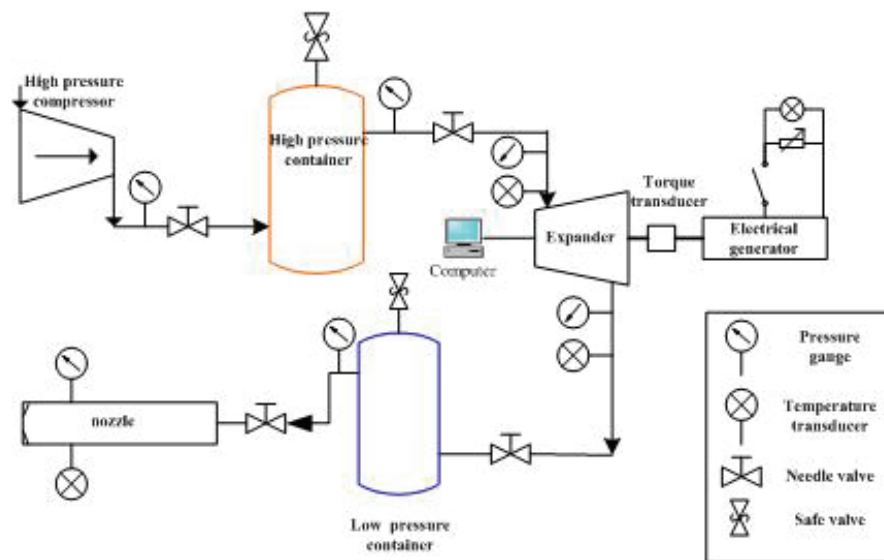 High pressure
compressor
High pressure
container
Torque
transducer
Expander
Electrical
generator
Computer
nozzle
Low pressure
container
Pressure
gauge
Temperature
transducer
Needle valve
Safe valve